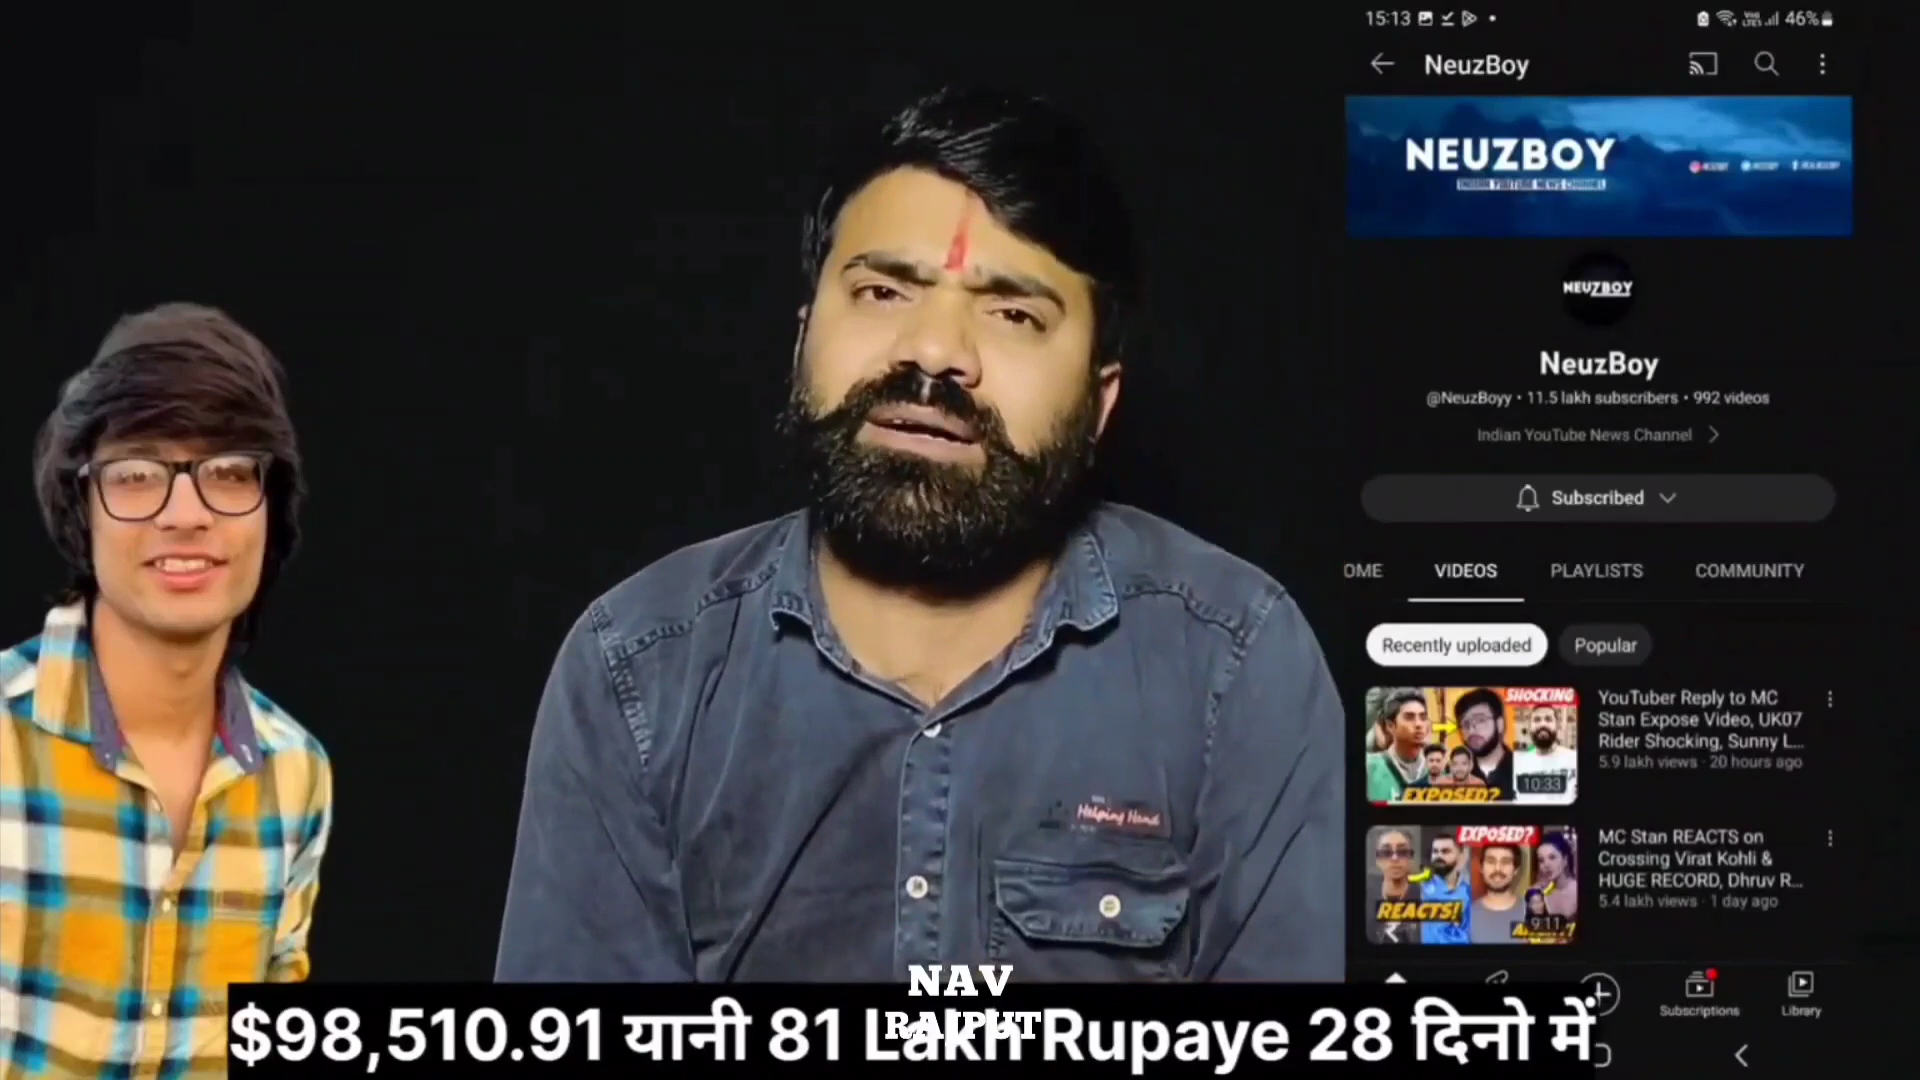 15:13
46%
NeuzBoy
NEUZBOY
INDIAN YOUTUBE NEWS CHANNEL
NEUZBOY
NeuzBoy
@NeuzBoyy • 11.5 lakh subscribers • 992 videos
Indian YouTube News Channel
Subscribed
OME VIDEOS PLAYLISTS COMMUNITY
Recently uploaded Popular
SHOCKING
EXPOSED?
10:33
YouTuber Reply to MC
Stan Expose Video, UK07
Rider Shocking, Sunny L...
5.9 lakh views · 20 hours ago
EXPOSED?
REACTS!
9:11
MC Stan REACTS on
Crossing Virat Kohli &
HUGE RECORD, Dhruv R...
5.4 lakh views · 1 day ago
Helping Hand
Subscriptions
Library
NAV
RAJPUT
$98,510.91 यानी 81 Lakh Rupaye 28 दिनो में